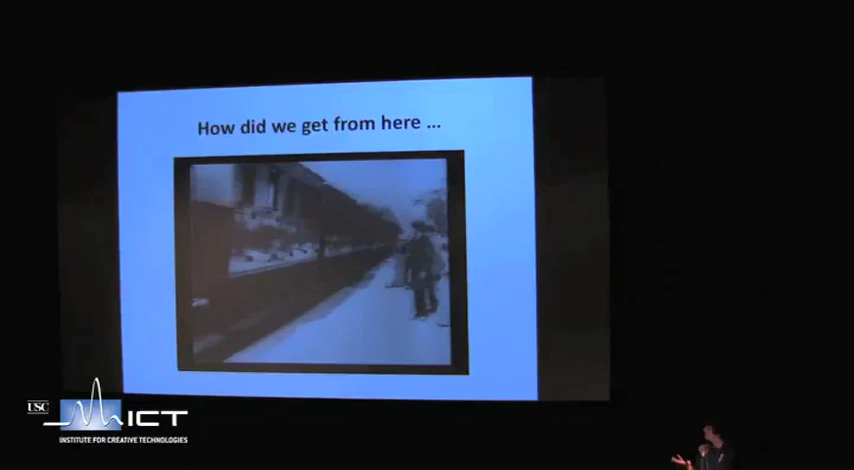 How did we get from here ...
USC
ICT
INSTITUTE FOR CREATIVE TECHNOLOGIES